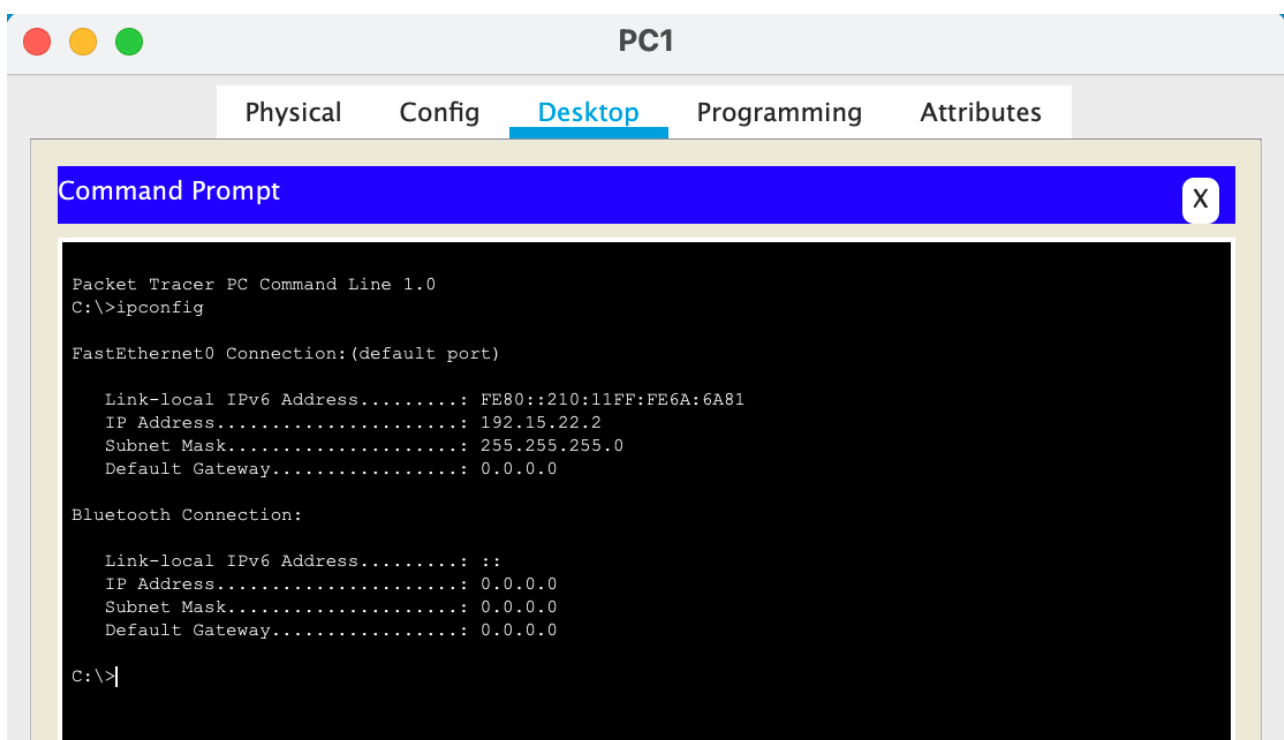 PC1
Physical Config Desktop Programming Attributes
Command Prompt
X
Packet Tracer PC Command Line 1.0
C:\>ipconfig
FastEthernet0 Connection:(default port)
Link-local IPv6 Address.........: FE80::210:11FF:FE6A:6A81
IP Address......................: 192.15.22.2
Subnet Mask.....................: 255.255.255.0
Default Gateway.................: 0.0.0.0
Bluetooth Connection:
Link-local IPv6 Address.........: ::
IP Address......................: 0.0.0.0
Subnet Mask.....................: 0.0.0.0
Default Gateway.................: 0.0.0.0
C:\>